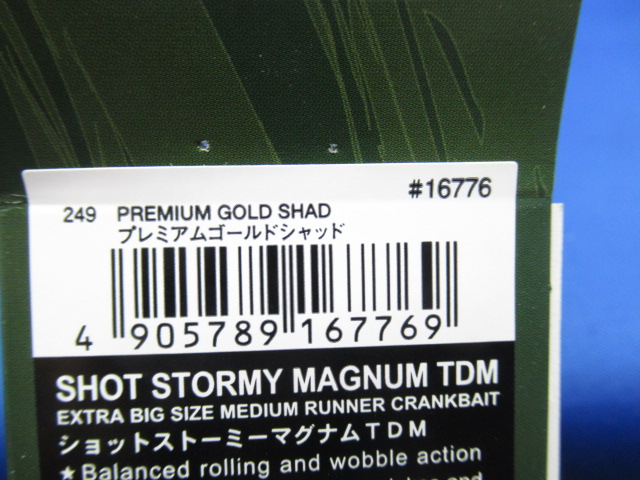 #16776
249 PREMIUM GOLD SHAD
プレミアムゴールドシャッド
4 905789 167769
SHOT STORMY MAGNUM TDM
EXTRA BIG SIZE MEDIUM RUNNER CRANKBAIT
ショットストーミーマグナムTDM
★Balanced rolling and wobble action
and